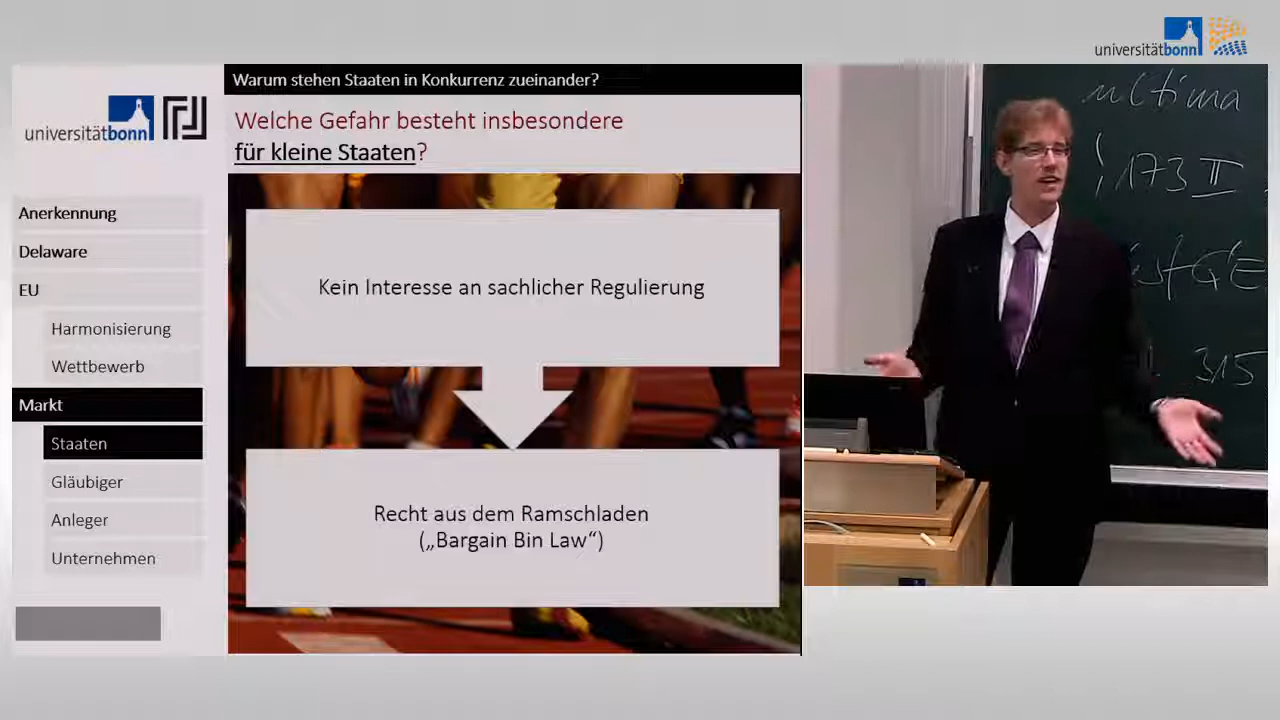 universitätbonn
Warum stehen Staaten in Konkurrenz zueinander?
universitätbonn
Welche Gefahr besteht insbesondere
für kleine Staaten?
Anerkennung
Delaware
EU
Harmonisierung
Wettbewerb
Markt
Staaten
Gläubiger
Anleger
Unternehmen
Kein Interesse an sachlicher Regulierung
Recht aus dem Ramschladen
(„Bargain Bin Law“)
ultima
173 II
315